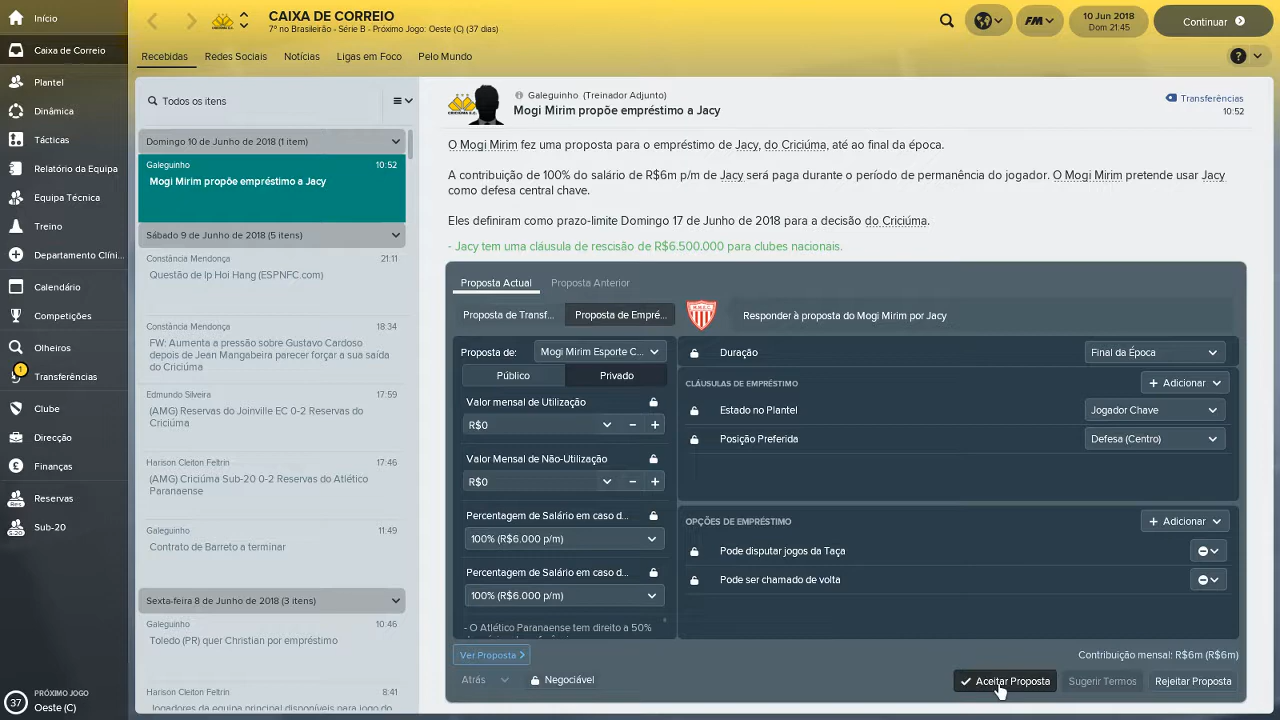 Início
Caixa de Correio
Plantel
Dinâmica
Tácticas
Relatório da Equipa
Equipa Técnica
Treino
Departamento Clíni...
Calendário
Competições
Olheiros
1
Transferências
Clube
Direcção
Finanças
Res
Reservas
S-20
Sub-20
37
PRÓXIMO JOGO
Oeste (C)
CAIXA DE CORREIO
7º no Brasileirão - Série B - Próximo Jogo: Oeste (C) (37 dias)
FM
10 Jun 2018
Dom 21:45
Continuar
Recebidas
Redes Sociais
Notícias
Ligas em Foco
Pelo Mundo
?
Todos os itens
Domingo 10 de Junho de 2018 (1 item)
Galeguinho 10:52
Mogi Mirim propõe empréstimo a Jacy
Sábado 9 de Junho de 2018 (5 itens)
Constância Mendonça 21:11
Questão de Ip Hoi Hang (ESPNFC.com)
Constância Mendonça 18:34
FW: Aumenta a pressão sobre Gustavo Cardoso
depois de Jean Mangabeira parecer forçar a sua saída
do Criciúma
Edmundo Silveira 17:59
(AMG) Reservas do Joinville EC 0-2 Reservas do
Criciúma
Harison Cleiton Feltrin 17:46
(AMG) Criciúma Sub-20 0-2 Reservas do Atlético
Paranaense
Galeguinho 11:49
Contrato de Barreto a terminar
Sexta-feira 8 de Junho de 2018 (3 itens)
Galeguinho 10:46
Toledo (PR) quer Christian por empréstimo
Harison Cleiton Feltrin 8:41
Jogadores da equipa principal disponíveis para jogo do
Galeguinho (Treinador Adjunto)
Mogi Mirim propõe empréstimo a Jacy
Transferências
10:52
O Mogi Mirim fez uma proposta para o empréstimo de Jacy, do Criciúma, até ao final da época.
A contribuição de 100% do salário de R$6m p/m de Jacy será paga durante o período de permanência do jogador. O Mogi Mirim pretende usar Jacy
como defesa central chave.
Eles definiram como prazo-limite Domingo 17 de Junho de 2018 para a decisão do Criciúma.
- Jacy tem uma cláusula de rescisão de R$6.500.000 para clubes nacionais.
Proposta Actual
Proposta Anterior
Proposta de Transf...
Proposta de Empré...
Responder à proposta do Mogi Mirim por Jacy
Proposta de:
Mogi Mirim Esporte C...
Público
Privado
Valor mensal de Utilização
R$0
Valor Mensal de Não-Utilização
R$0
Percentagem de Salário em caso d...
100% (R$6.000 p/m)
Percentagem de Salário em caso d...
100% (R$6.000 p/m)
- O Atlético Paranaense tem direito a 50%
Duração
Final da Época
CLÁUSULAS DE EMPRÉSTIMO
Adicionar
Estado no Plantel
Jogador Chave
Posição Preferida
Defesa (Centro)
OPÇÕES DE EMPRÉSTIMO
Adicionar
Pode disputar jogos da Taça
Pode ser chamado de volta
Ver Proposta
Contribuição mensal: R$6m (R$6m)
Atrás
Negociável
Aceitar Proposta
Sugerir Termos
Rejeitar Proposta